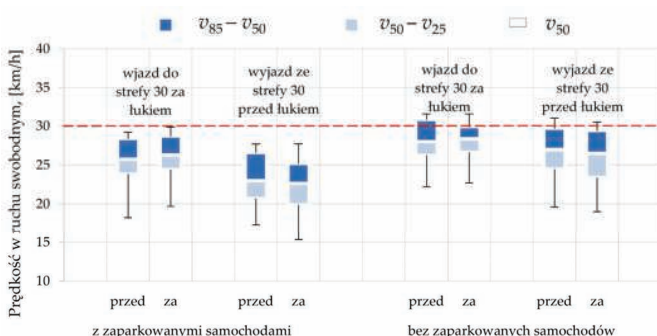 v85 – v50 v50 – v25 v50
Prędkość w ruchu swobodnym, [km/h]
40
35
30
25
20
15
10
wjazd do
strefy 30 za
łukiem
wyjazd ze
strefy 30
przed łukiem
wjazd do
strefy 30 za
łukiem
wyjazd ze
strefy 30
przed łukiem
przed za przed za przed za przed za
z zaparkowanymi samochodami bez zaparkowanych samochodów